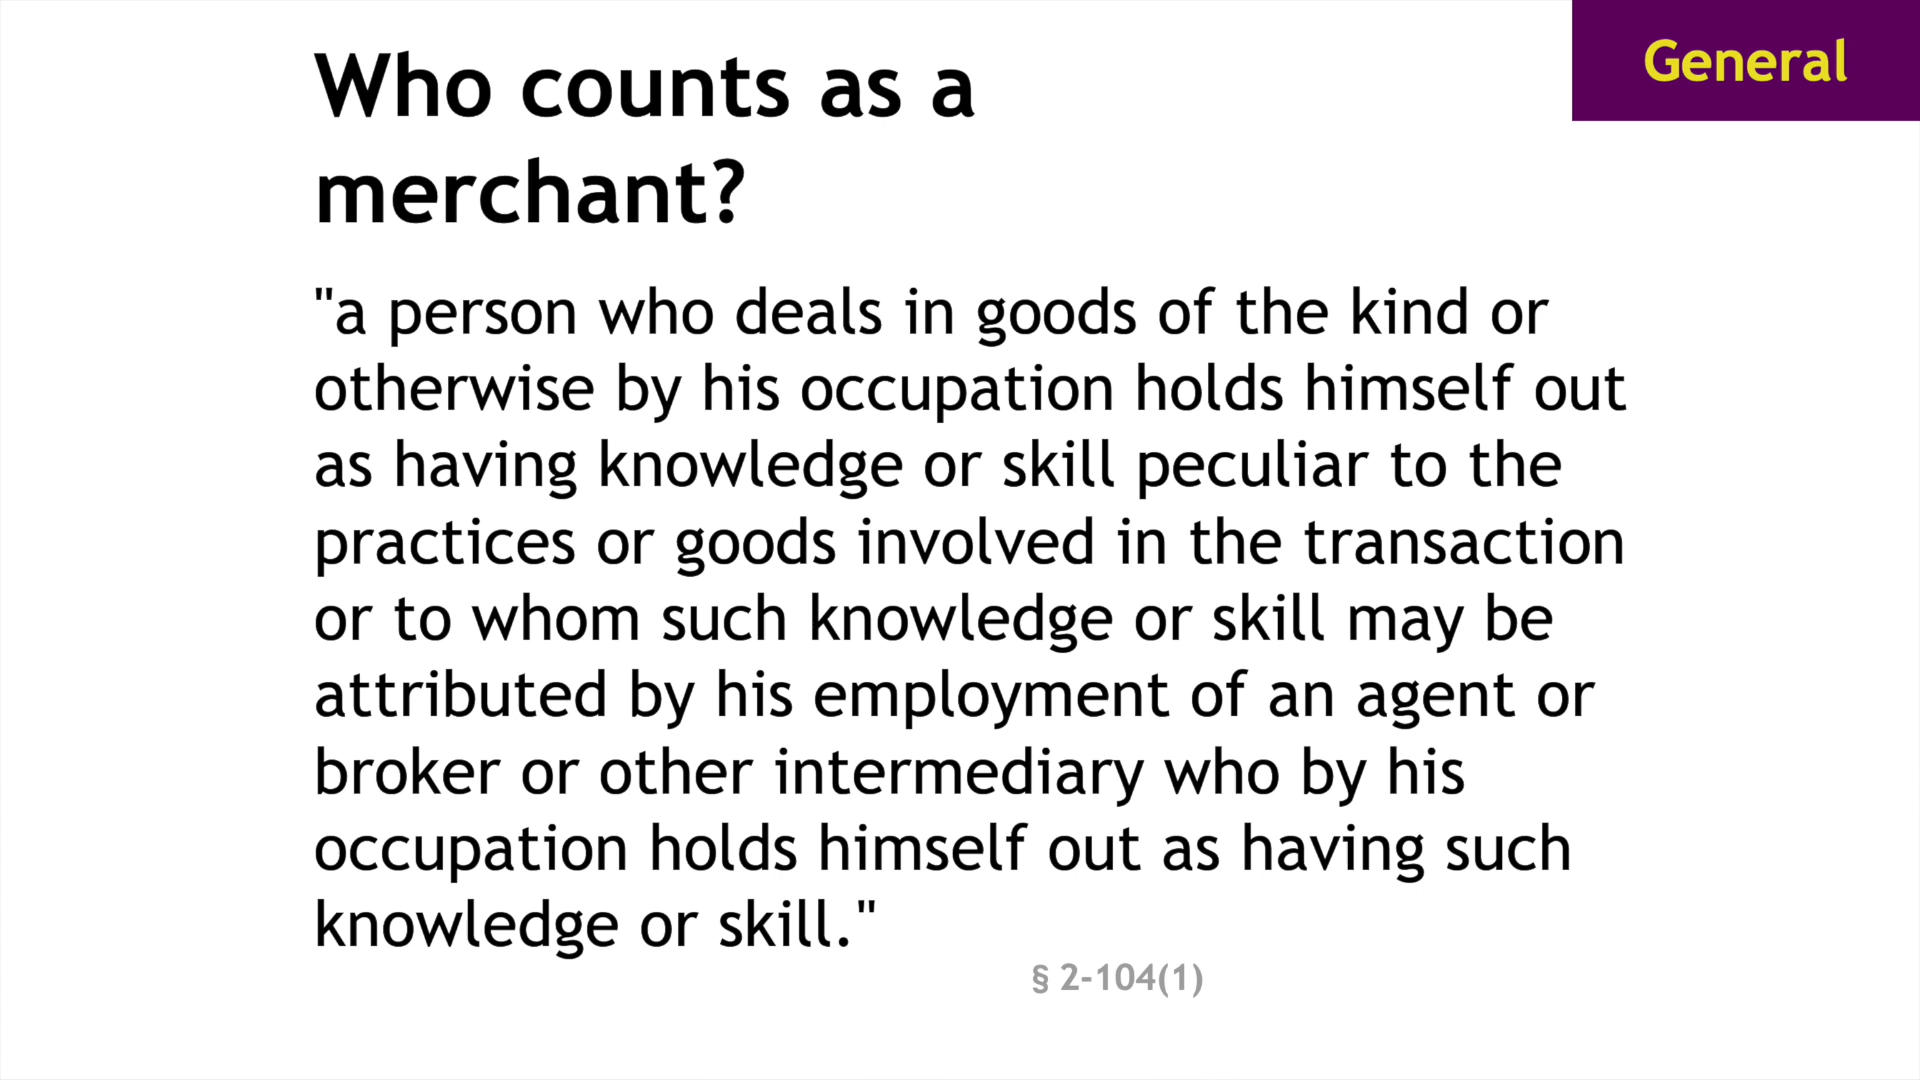 General
Who counts as a
merchant?
"a person who deals in goods of the kind or
otherwise by his occupation holds himself out
as having knowledge or skill peculiar to the
practices or goods involved in the transaction
or to whom such knowledge or skill may be
attributed by his employment of an agent or
broker or other intermediary who by his
occupation holds himself out as having such
knowledge or skill."
§ 2-104(1)